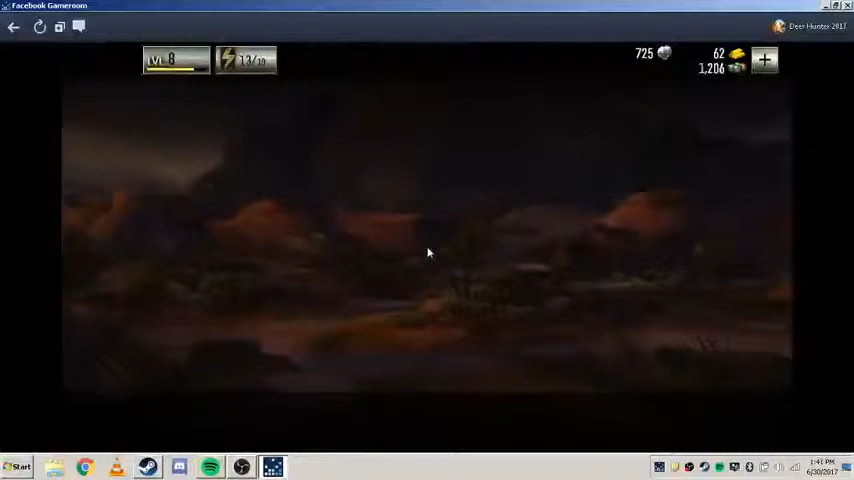 Facebook Gameroom
Deer Hunter 2017
LVL 8
13/19
725
62
1,206
Start
1:41 PM
6/30/2017